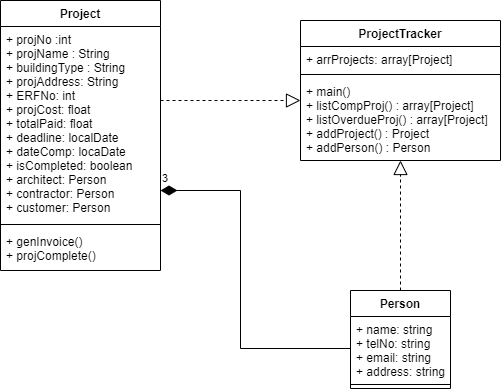 Project
+ projNo :int
+ projName : String
+ buildingType : String
+ projAddress: String
+ ERFNo: int
+ projCost: float
+ totalPaid: float
+ deadline: localDate
+ dateComp: locaDate
+ isCompleted: boolean
+ architect: Person
+ contractor: Person
+ customer: Person
+ genInvoice()
+ projComplete()
3
ProjectTracker
+ arrProjects: array[Project]
+ main()
+ listCompProj() : array[Project]
+ listOverdueProj() : array[Project]
+ addProject() : Project
+ addPerson() : Person
Person
+ name: string
+ telNo: string
+ email: string
+ address: string